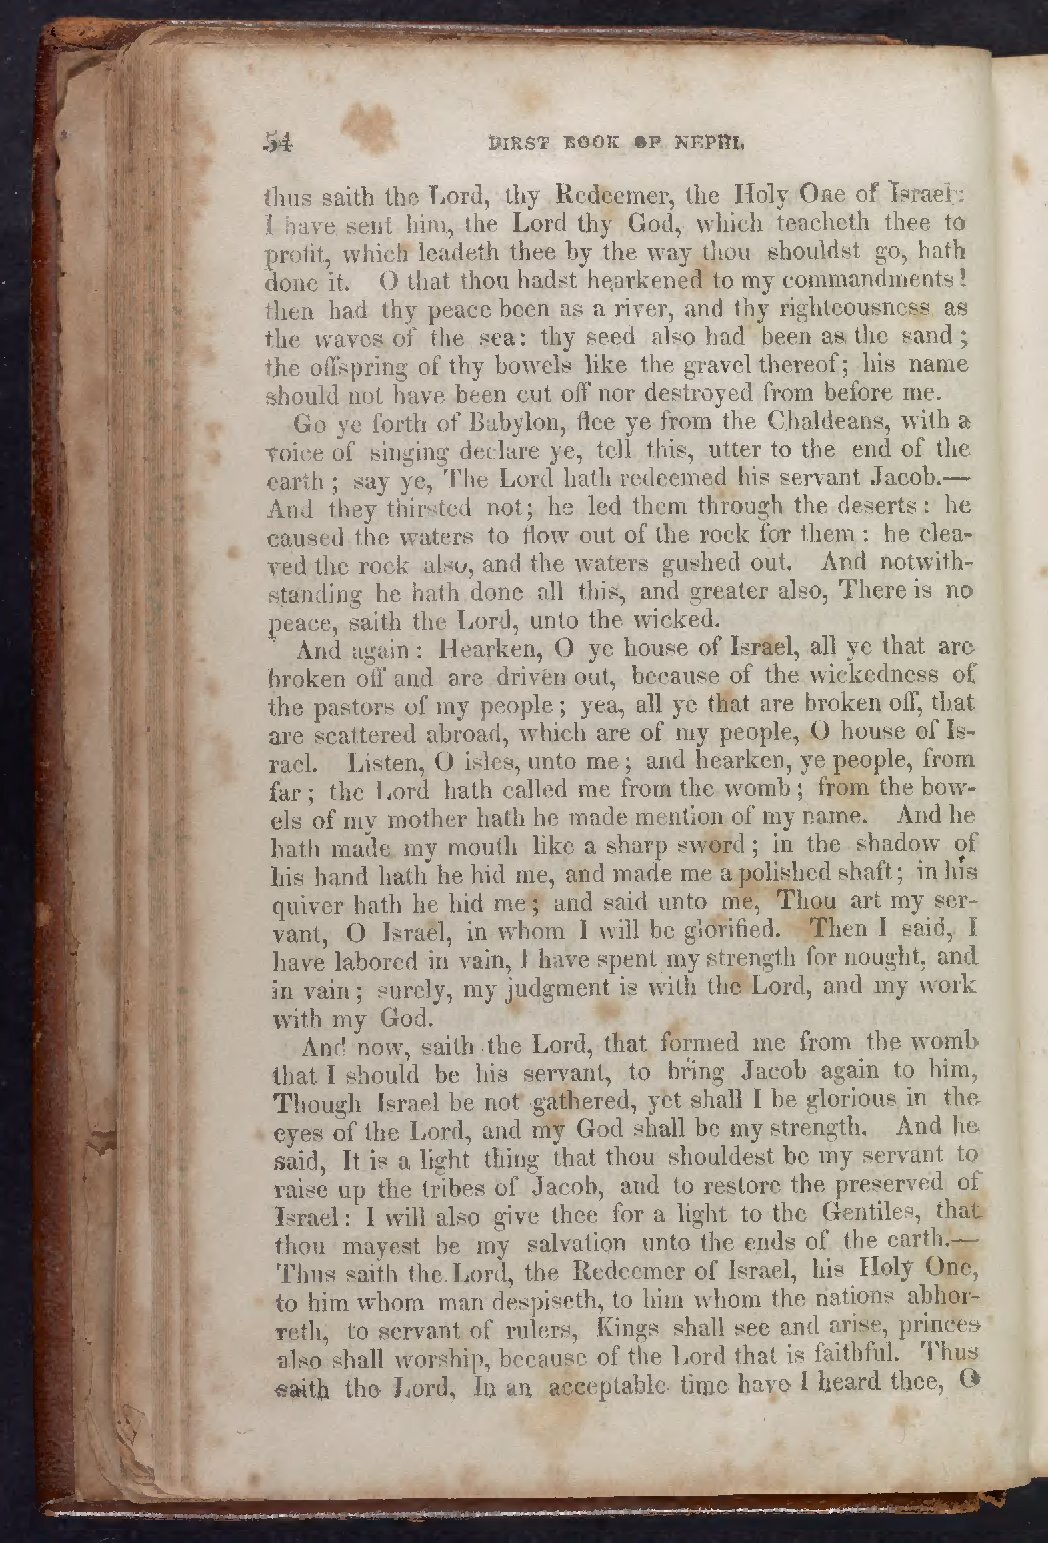 54 FIRST BOOK OF NEPHI.
thus saith the Lord, thy Redeemer, the Holy One of Israel:
I have sent him, the Lord thy God, which teacheth thee to
profit, which leadeth thee by the way thou shouldst go, hath
done it. O that thou hadst hearkened to my commandments!
then had thy peace been as a river, and thy righteousness as
the waves of the sea: thy seed also had been as the sand;
the offspring of thy bowels like the gravel thereof; his name
should not have been cut off nor destroyed from before me.
Go ye forth of Babylon, flee ye from the Chaldeans, with a
voice of singing declare ye, tell this, utter to the end of the
earth; say ye, The Lord hath redeemed his servant Jacob.—
And they thirsted not; he led them through the deserts: he
caused the waters to flow out of the rock for them: he clea-
ved the rock also, and the waters gushed out. And notwith-
standing he hath done all this, and greater also, There is no
peace, saith the Lord, unto the wicked.
And again: Hearken, O ye house of Israel, all ye that are
broken off and are driven out, because of the wickedness of
the pastors of my people; yea, all ye that are broken off, that
are scattered abroad, which are of my people, O house of Is-
rael. Listen, O isles, unto me; and hearken, ye people, from
far; the Lord hath called me from the womb; from the bow-
els of my mother hath he made mention of my name. And he
hath made my mouth like a sharp sword; in the shadow of
his hand hath he hid me, and made me a polished shaft; in his
quiver hath he hid me; and said unto me, Thou art my ser-
vant, O Israel, in whom I will be glorified. Then I said, I
have labored in vain, I have spent my strength for nought, and
in vain; surely, my judgment is with the Lord, and my work
with my God.
And now, saith the Lord, that formed me from the womb
that I should be his servant, to bring Jacob again to him,
Though Israel be not gathered, yet shall I be glorious in the
eyes of the Lord, and my God shall be my strength. And he
said, It is a light thing that thou shouldest be my servant to
raise up the tribes of Jacob, and to restore the preserved of
Israel: I will also give thee for a light to the Gentiles, that
thou mayest be my salvation unto the ends of the earth.—
Thus saith the Lord, the Redeemer of Israel, his Holy One,
to him whom man despiseth, to him whom the nations abhor-
reth, to servant of rulers, Kings shall see and arise, princes
also shall worship, because of the Lord that is faithful. Thus
saith the Lord, In an acceptable time have I heard thee, O